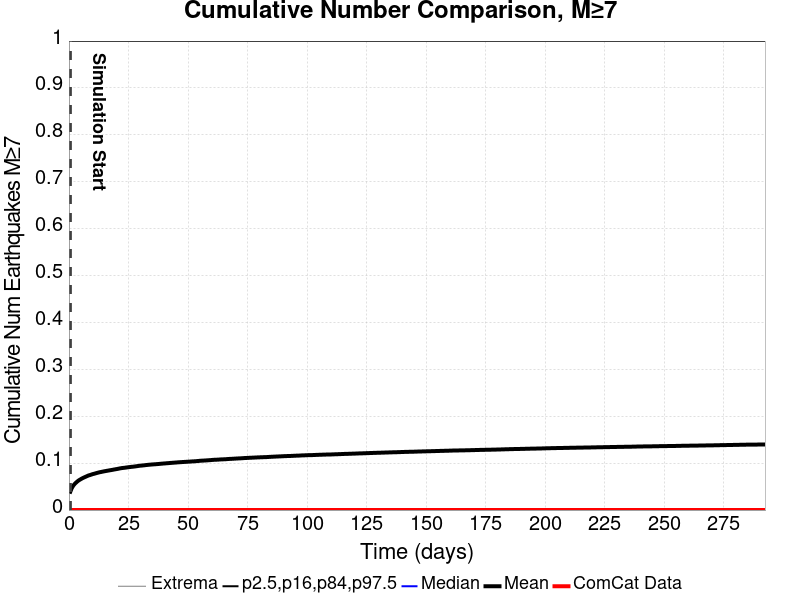 Cumulative Number Comparison, M≥7
Cumulative Num Earthquakes M≥7
1
0.9
0.8
0.7
0.6
0.5
0.4
0.3
0.2
0.1
0
Simulation Start
0 25 50 75 100 125 150 175 200 225 250 275
Time (days)
Extrema p2.5,p16,p84,p97.5 Median Mean ComCat Data